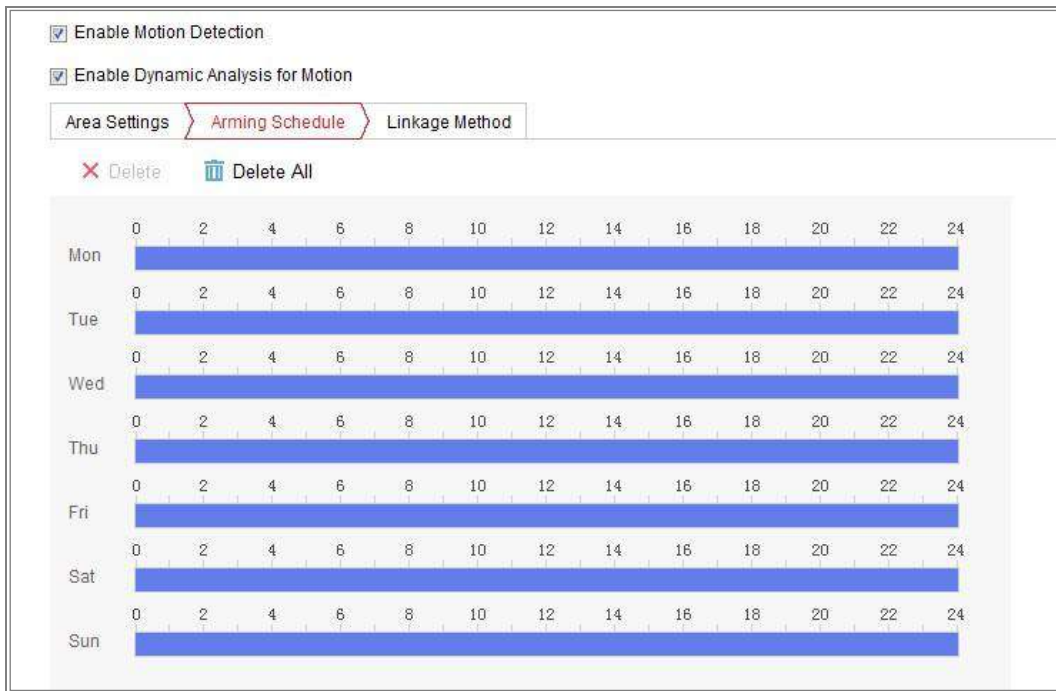 Enable Motion Detection
Enable Dynamic Analysis for Motion
Area Settings Arming Schedule Linkage Method
Delete Delete All
0 2 4 6 8 10 12 14 16 18 20 22 24
Mon
0 2 4 6 8 10 12 14 16 18 20 22 24
Tue
0 2 4 6 8 10 12 14 16 18 20 22 24
Wed
0 2 4 6 8 10 12 14 16 18 20 22 24
Thu
0 2 4 6 8 10 12 14 16 18 20 22 24
Fri
0 2 4 6 8 10 12 14 16 18 20 22 24
Sat
0 2 4 6 8 10 12 14 16 18 20 22 24
Sun